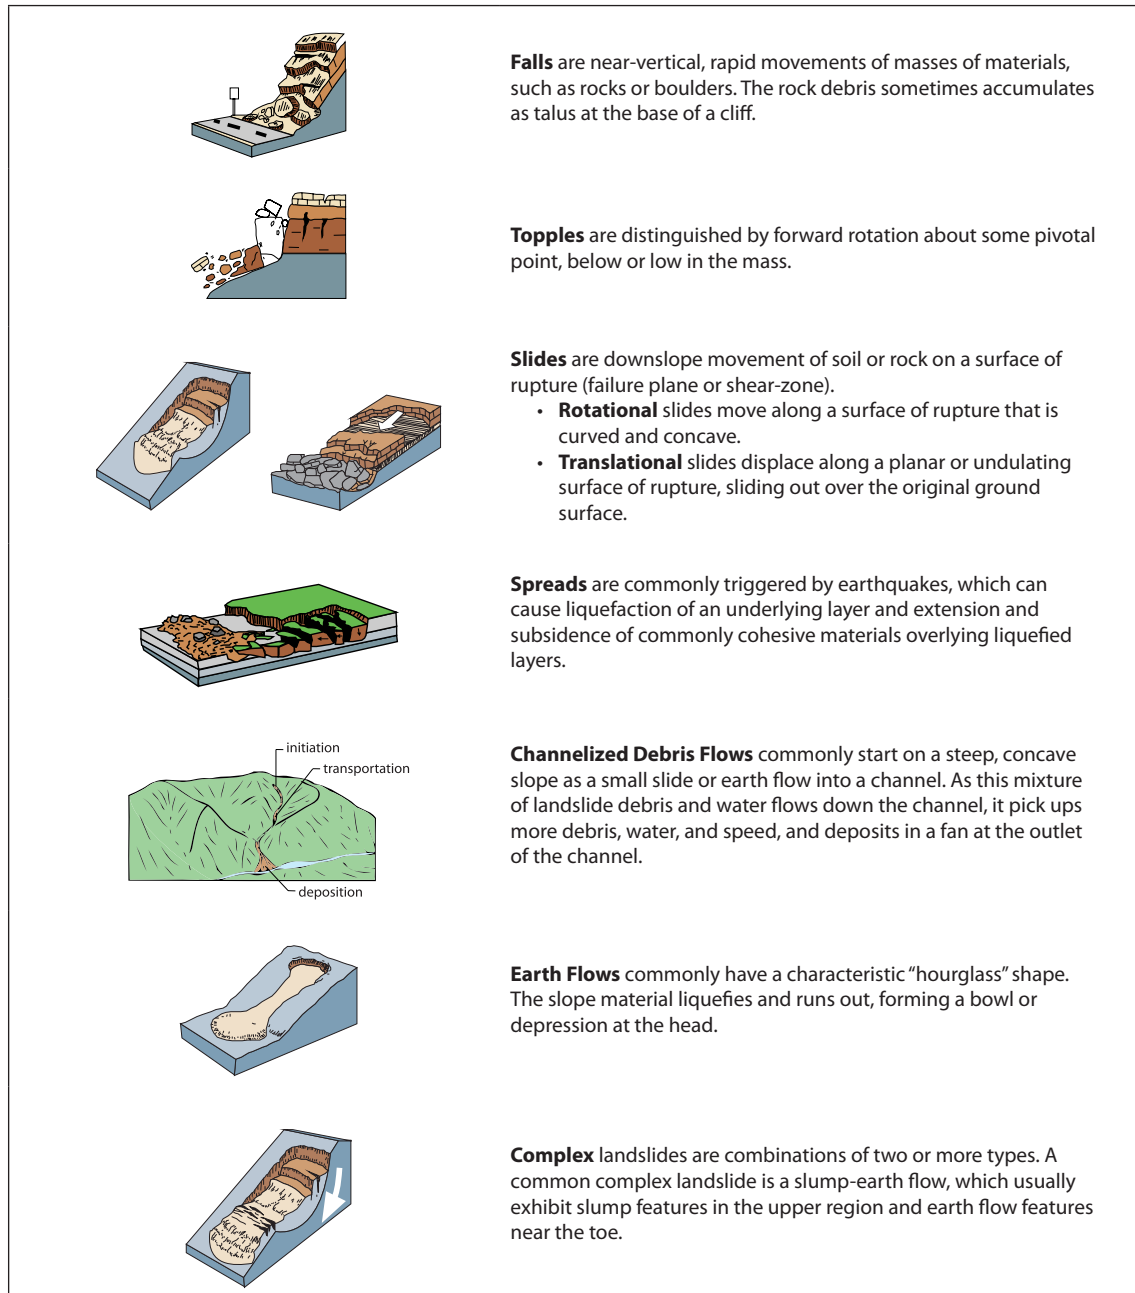 Falls are near-vertical, rapid movements of masses of materials,
such as rocks or boulders. The rock debris sometimes accumulates
as talus at the base of a cliff.
Topples are distinguished by forward rotation about some pivotal
point, below or low in the mass.
Slides are downslope movement of soil or rock on a surface of
rupture (failure plane or shear-zone).
• Rotational slides move along a surface of rupture that is
curved and concave.
• Translational slides displace along a planar or undulating
surface of rupture, sliding out over the original ground
surface.
Spreads are commonly triggered by earthquakes, which can
cause liquefaction of an underlying layer and extension and
subsidence of commonly cohesive materials overlying liquefied
layers.
initiation
transportation
deposition
Channelized Debris Flows commonly start on a steep, concave
slope as a small slide or earth flow into a channel. As this mixture
of landslide debris and water flows down the channel, it pick ups
more debris, water, and speed, and deposits in a fan at the outlet
of the channel.
Earth Flows commonly have a characteristic “hourglass” shape.
The slope material liquefies and runs out, forming a bowl or
depression at the head.
Complex landslides are combinations of two or more types. A
common complex landslide is a slump-earth flow, which usually
exhibit slump features in the upper region and earth flow features
near the toe.